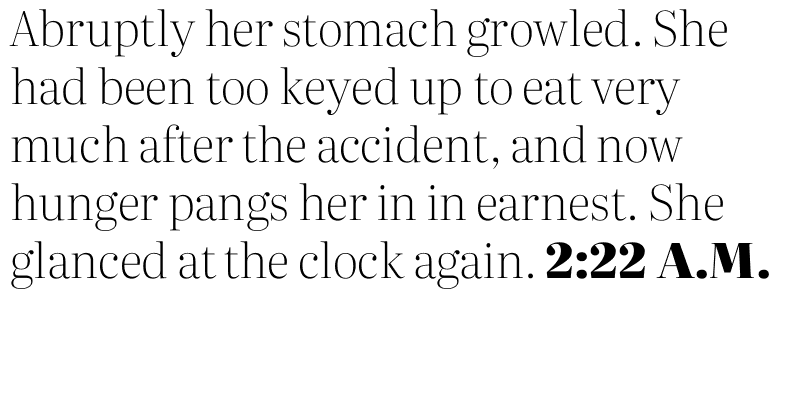 Abruptly her stomach growled. She
had been too keyed up to eat very
much after the accident, and now
hunger pangs her in in earnest. She
glanced at the clock again. 2:22 A.M.